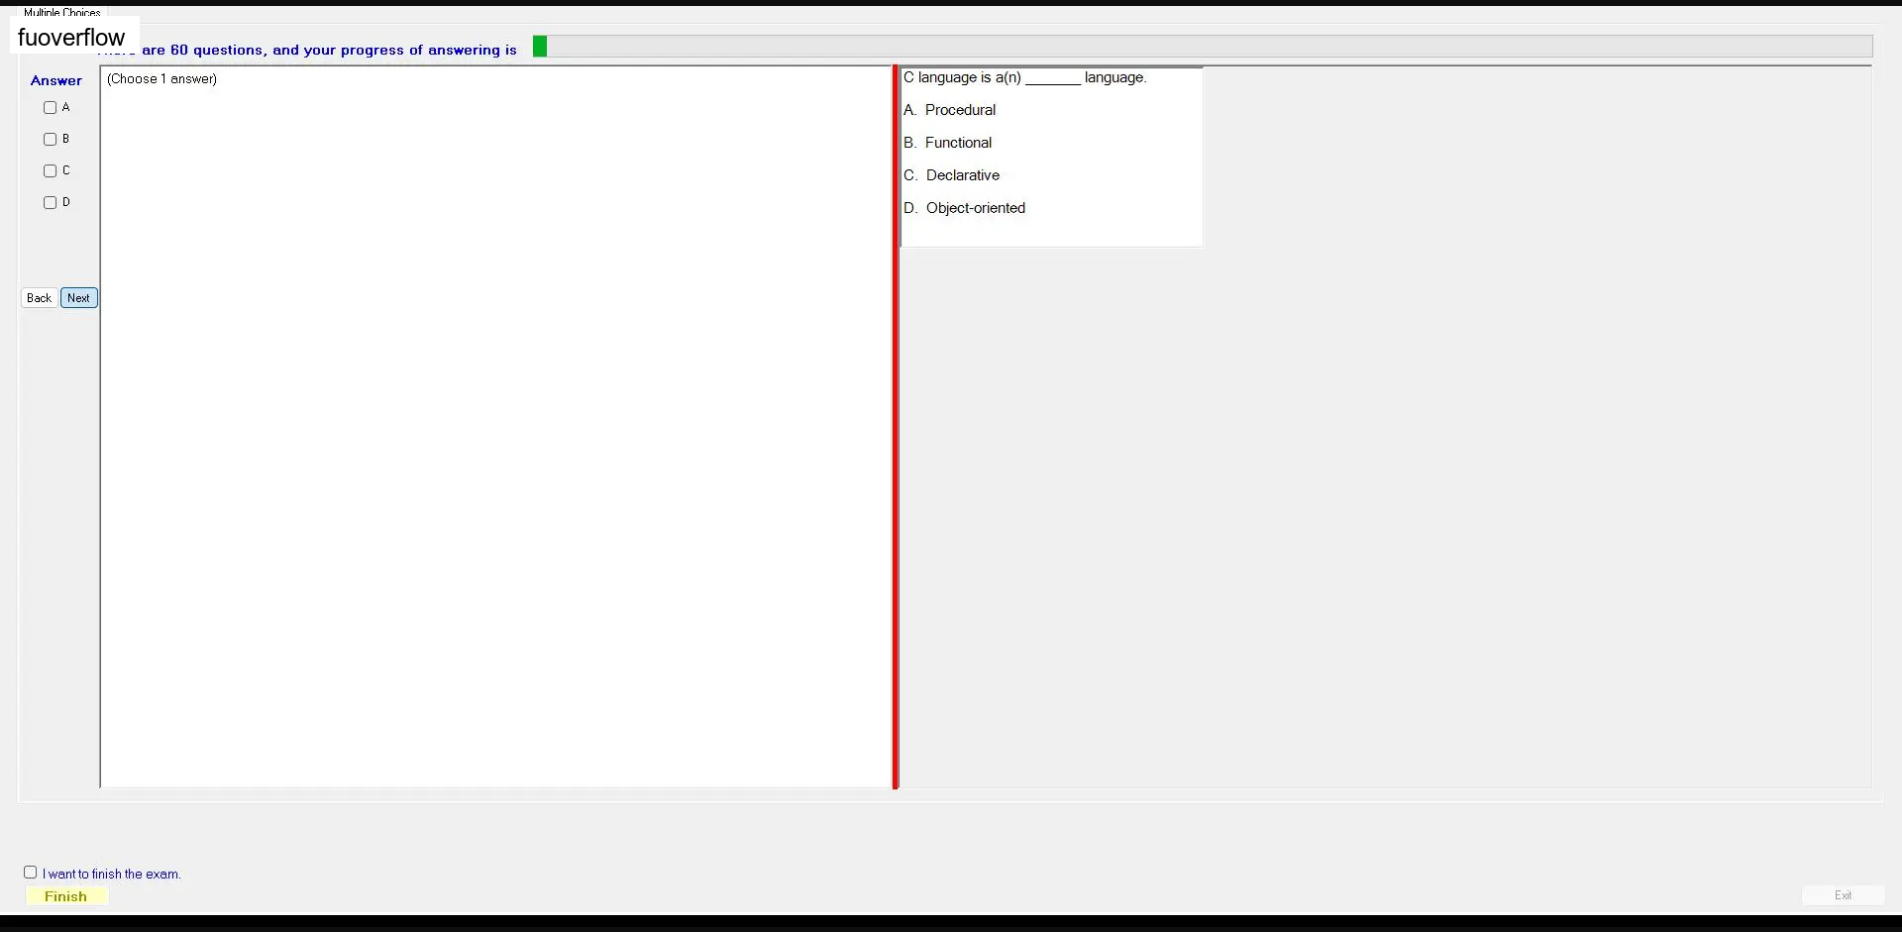 Multiple Choices
fuoverflow
are 60 questions, and your progress of answering is
Answer
(Choose 1 answer)
A
B
C
D
Back Next
C language is a(n) _______ language.
A. Procedural
B. Functional
C. Declarative
D. Object-oriented
I want to finish the exam.
Finish
Exit